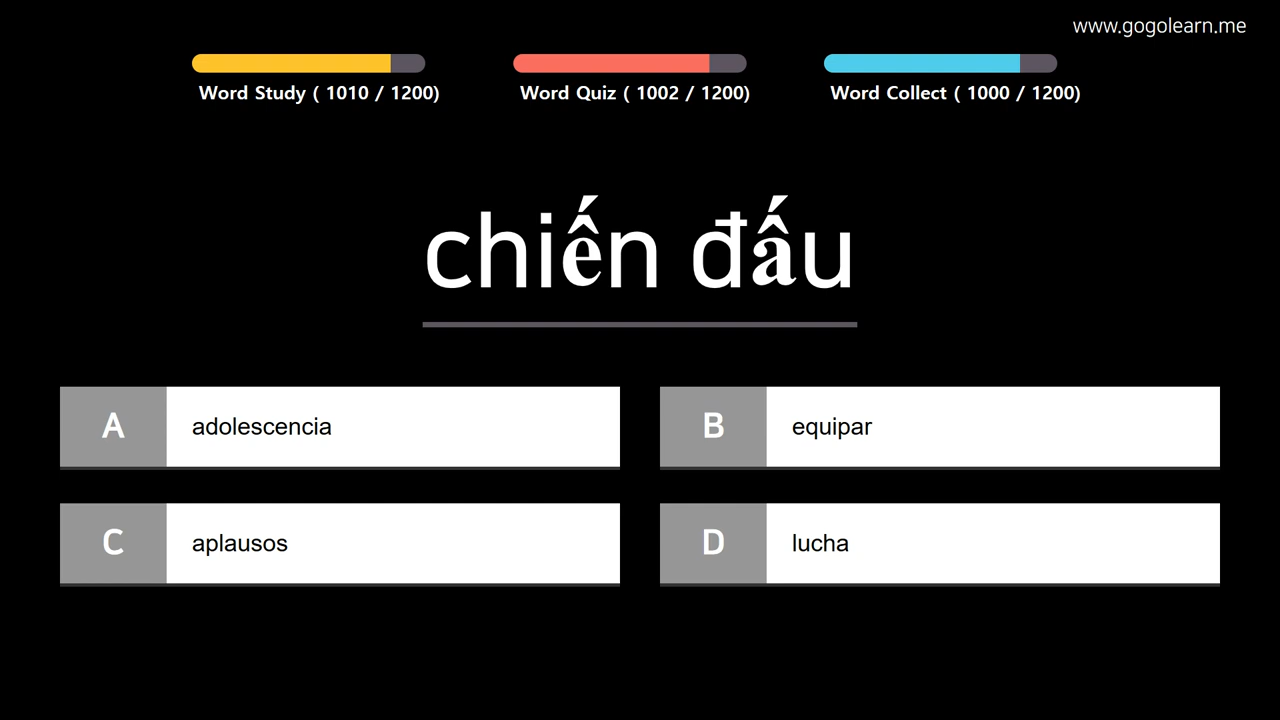 www.gogolearn.me
Word Study ( 1010 / 1200)
Word Quiz ( 1002 / 1200)
Word Collect ( 1000 / 1200)
chiến đấu
A adolescencia
B equipar
C aplausos
D lucha